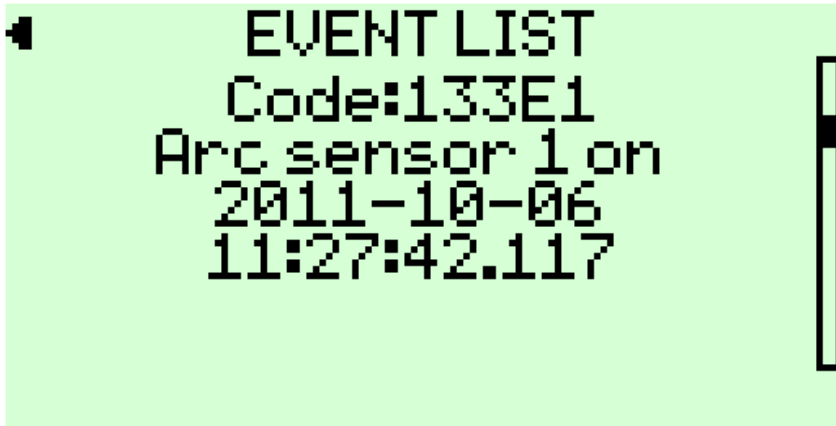 EVENT LIST
Code:133E1
Arc sensor 1 on
2011-10-06
11:27:42.117